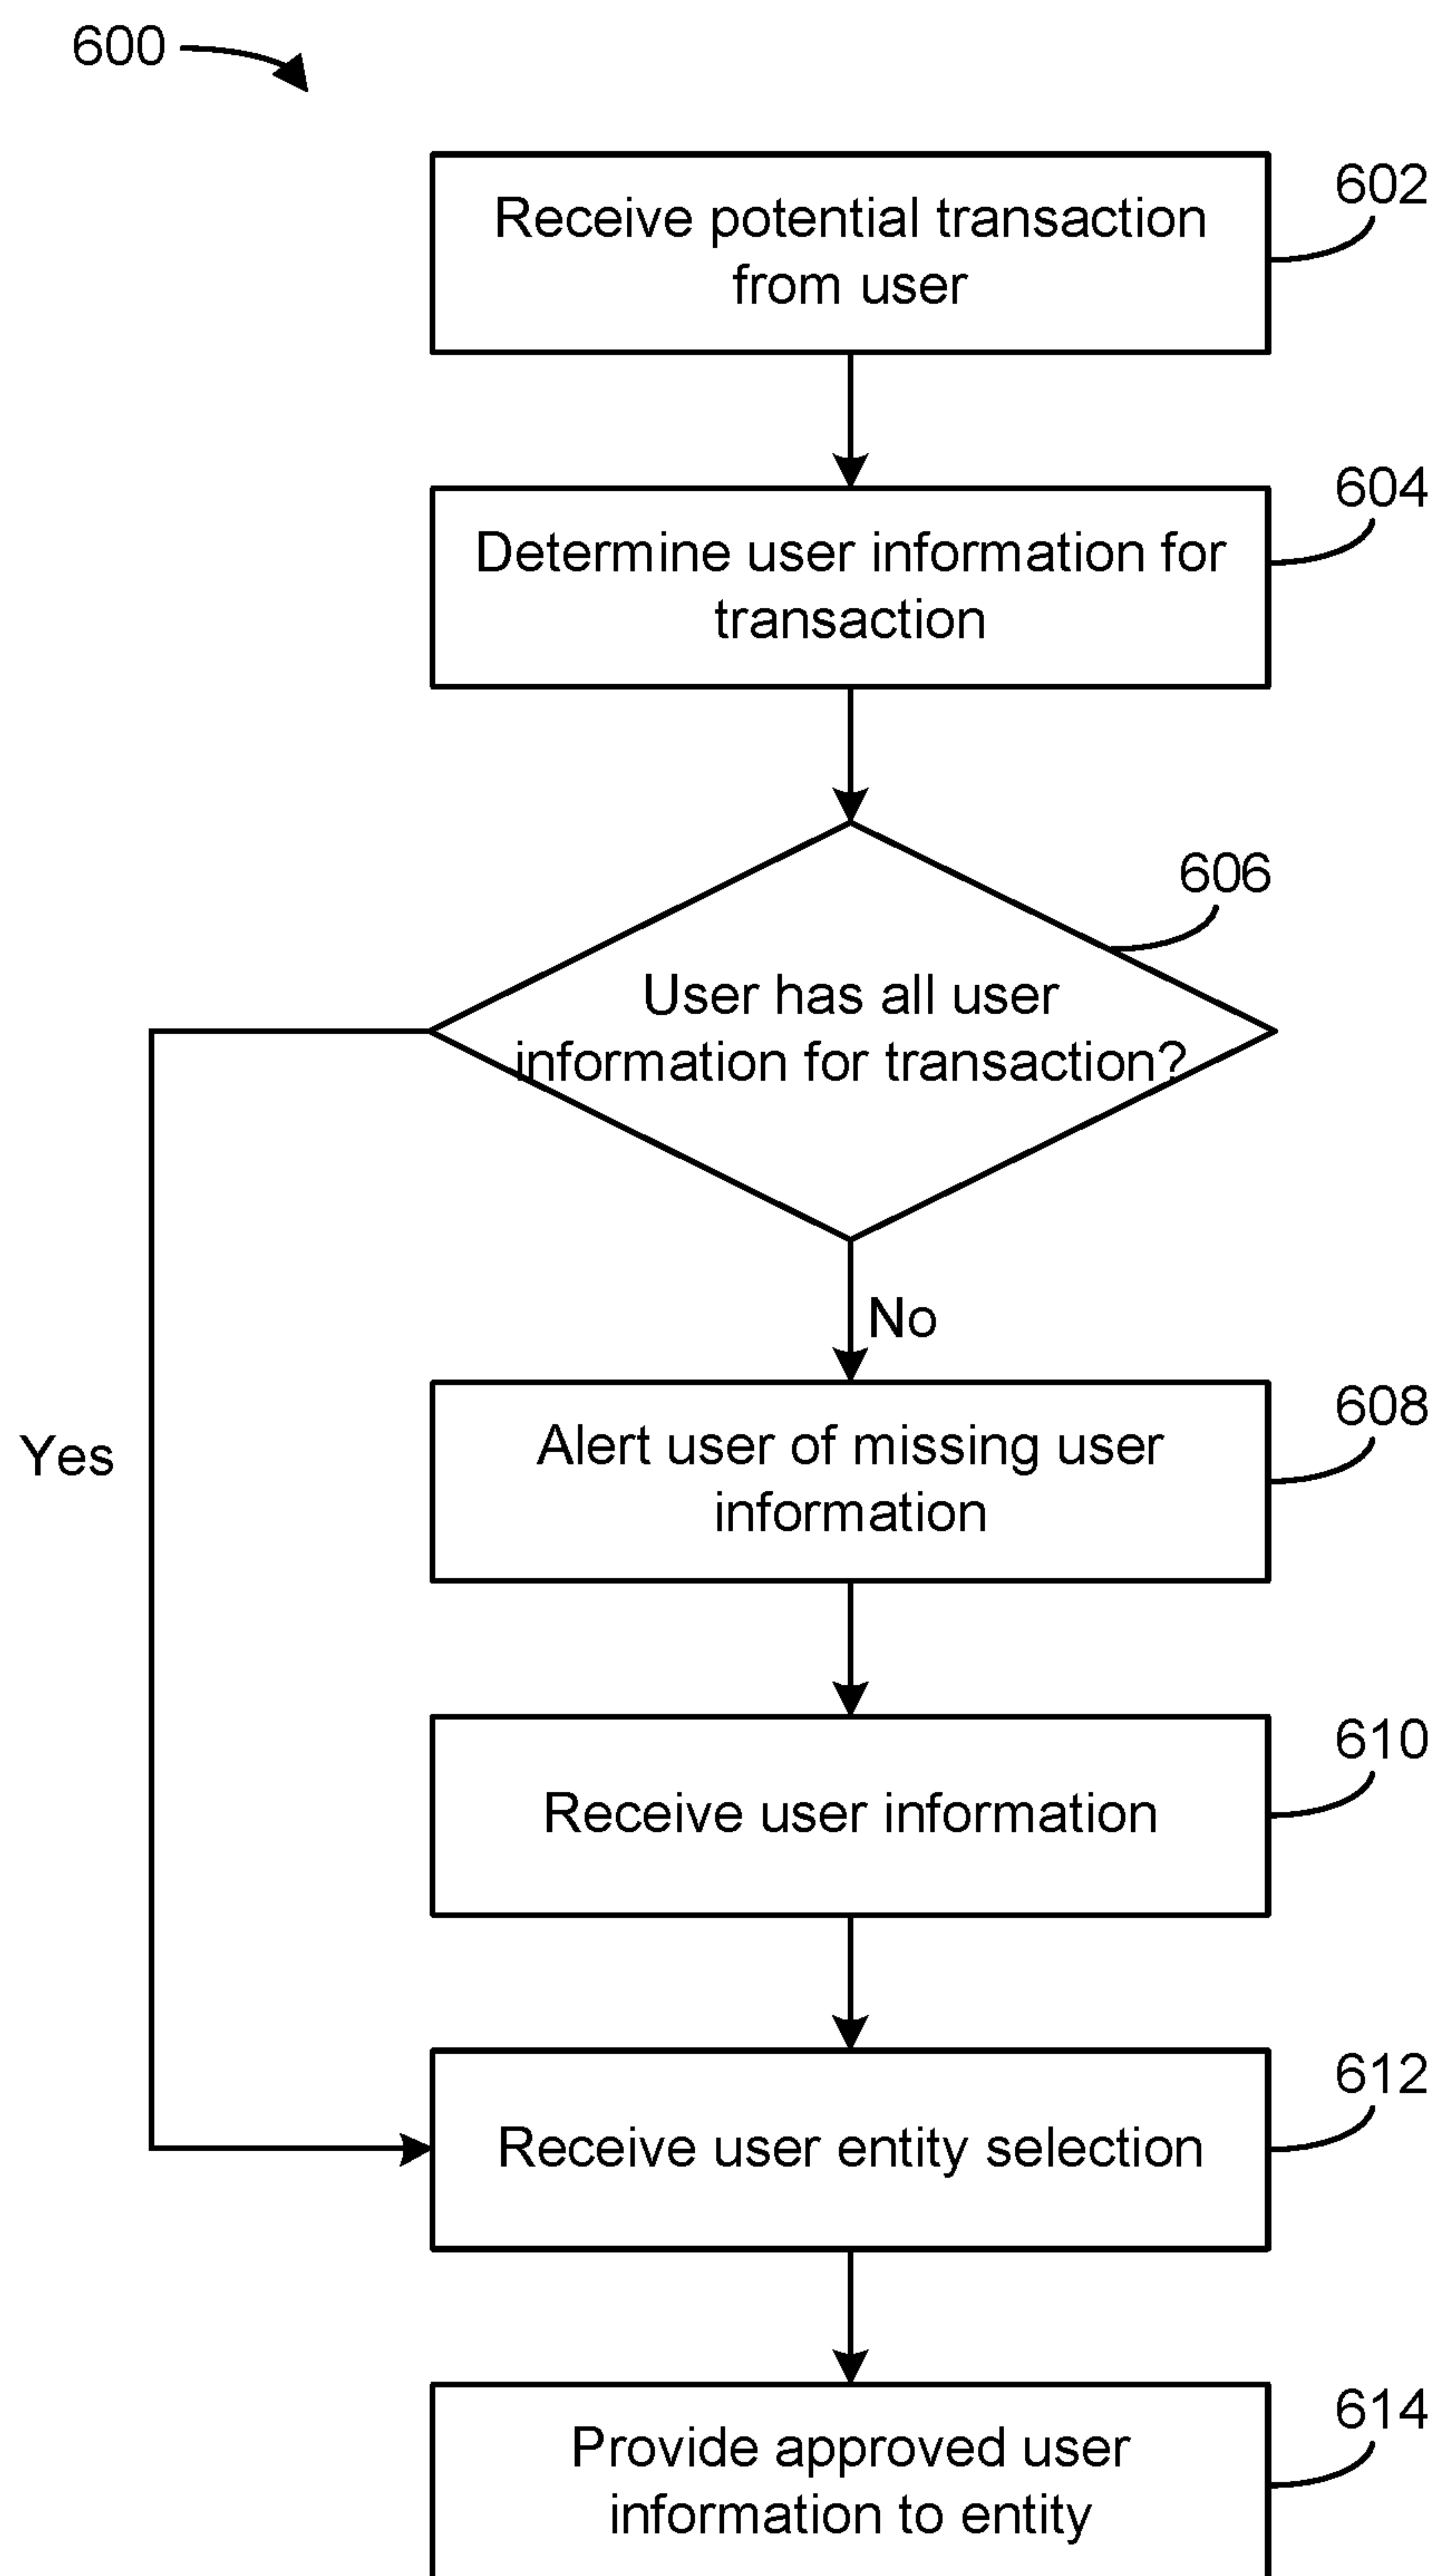 600
602
Receive potential transaction
from user
604
Determine user information for
transaction
606
User has all user
information for transaction?
No
608
Alert user of missing user
information
Yes
610
Receive user information
612
Receive user entity selection
614
Provide approved user
information to entity